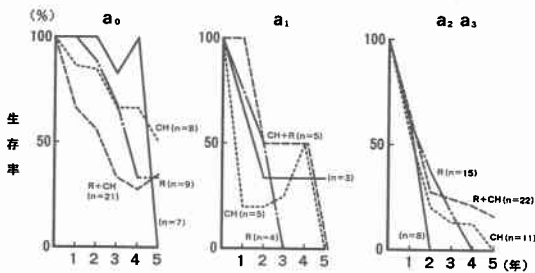 (%)
a₀
a₁
a₂ a₃
100
100
100
生存率
50
50
50
CH(n=8)
R(n=9)
R+CH
(n=21)
(n=7)
CH+R(n=5)
(n=3)
CH(n=5)
R(n=4)
R(n=15)
R+CH(n=22)
(n=8)
CH(n=11)
0
0
0
1 2 3 4 5
1 2 3 4 5
1 2 3 4 5 (年)